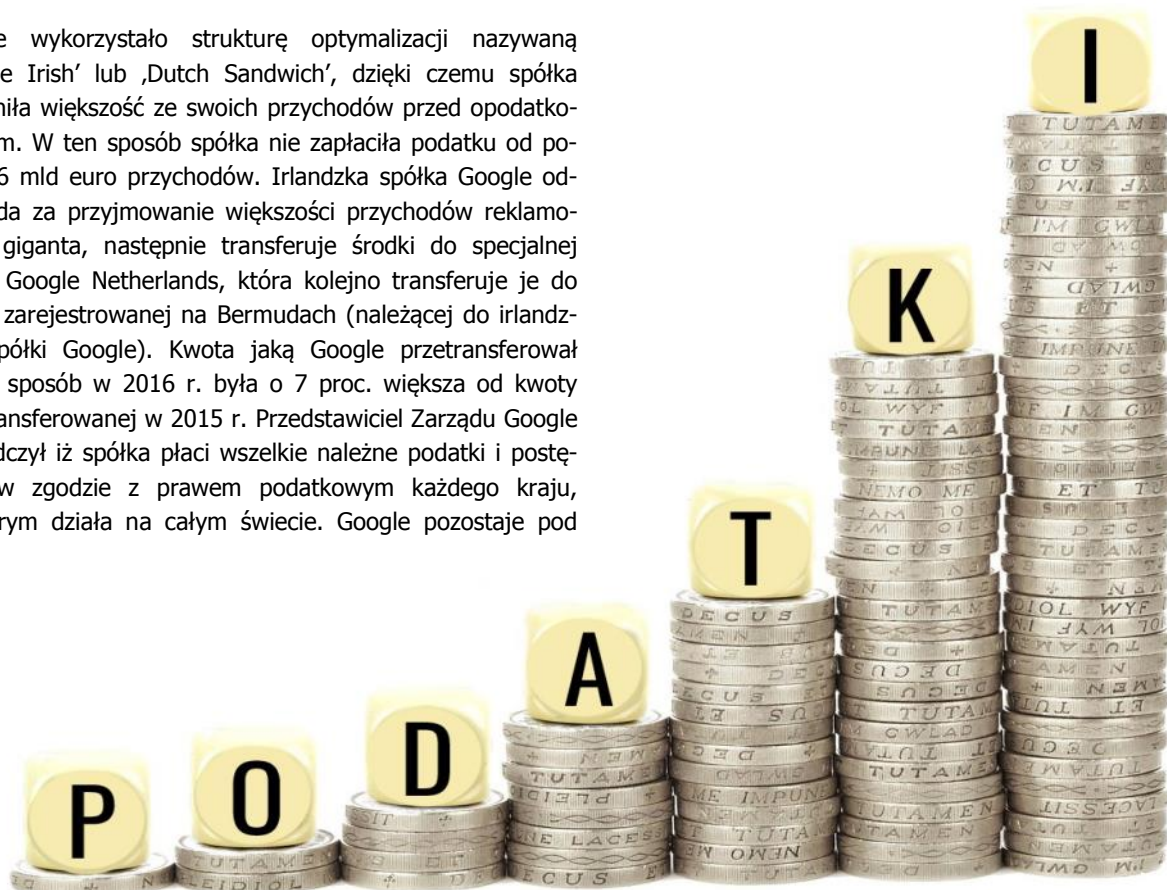 e wykorzystało strukturę optymalizacji nazywaną
e Irish’ lub ‚Dutch Sandwich’, dzięki czemu spółka
niła większość ze swoich przychodów przed opodatko-
m. W ten sposób spółka nie zapłaciła podatku od po-
6 mld euro przychodów. Irlandzka spółka Google od-
da za przyjmowanie większości przychodów reklamo-
giganta, następnie transferuje środki do specjalnej
Google Netherlands, która kolejno transferuje je do
zarejestrowanej na Bermudach (należącej do irlandz-
półki Google). Kwota jaką Google przetransferował
sposób w 2016 r. była o 7 proc. większa od kwoty
ansferowanej w 2015 r. Przedstawiciel Zarządu Google
dczył iż spółka płaci wszelkie należne podatki i postę-
w zgodzie z prawem podatkowym każdego kraju,
rym działa na całym świecie. Google pozostaje pod
P O D A T K I